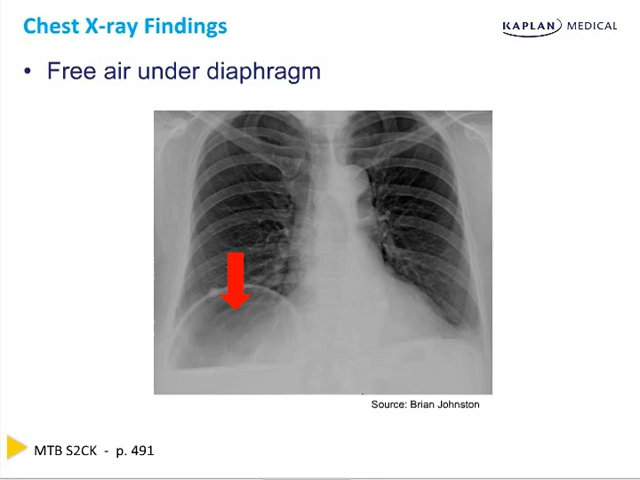 Chest X-ray Findings
KAPLAN MEDICAL
• Free air under diaphragm
Source: Brian Johnston
MTB S2CK - p. 491